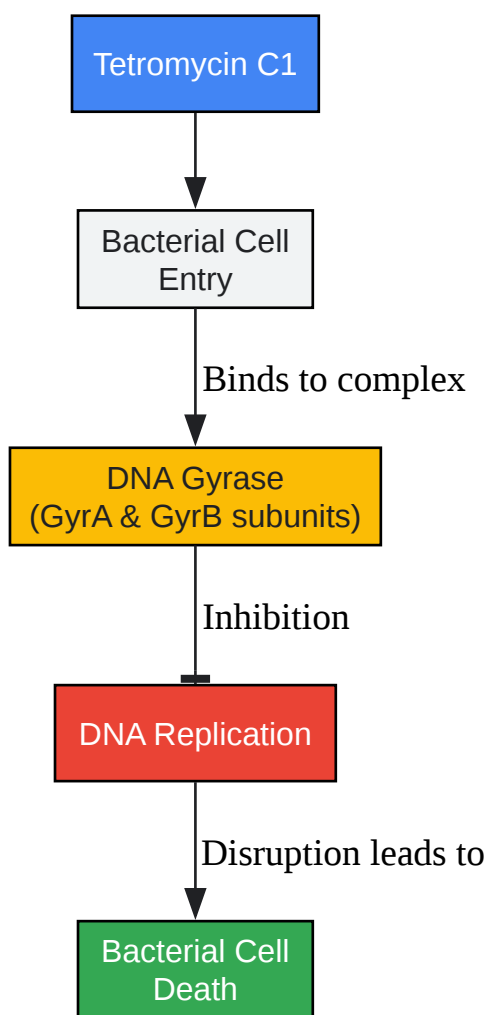 Tetromycin C1
Bacterial Cell
Entry
Binds to complex
DNA Gyrase
(GyrA & GyrB subunits)
Inhibition
DNA Replication
Disruption leads to
Bacterial Cell
Death